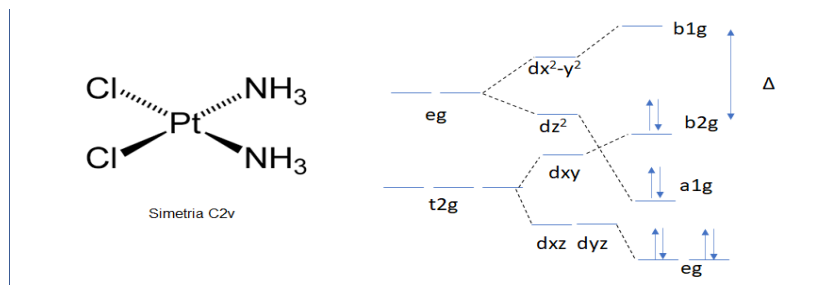 Cl NH₃
Pt
Cl NH₃
Simetria C2v
b1g
dx²-y²
Δ
eg
dz²
b2g
dxy
a1g
t2g
dxz dyz
eg